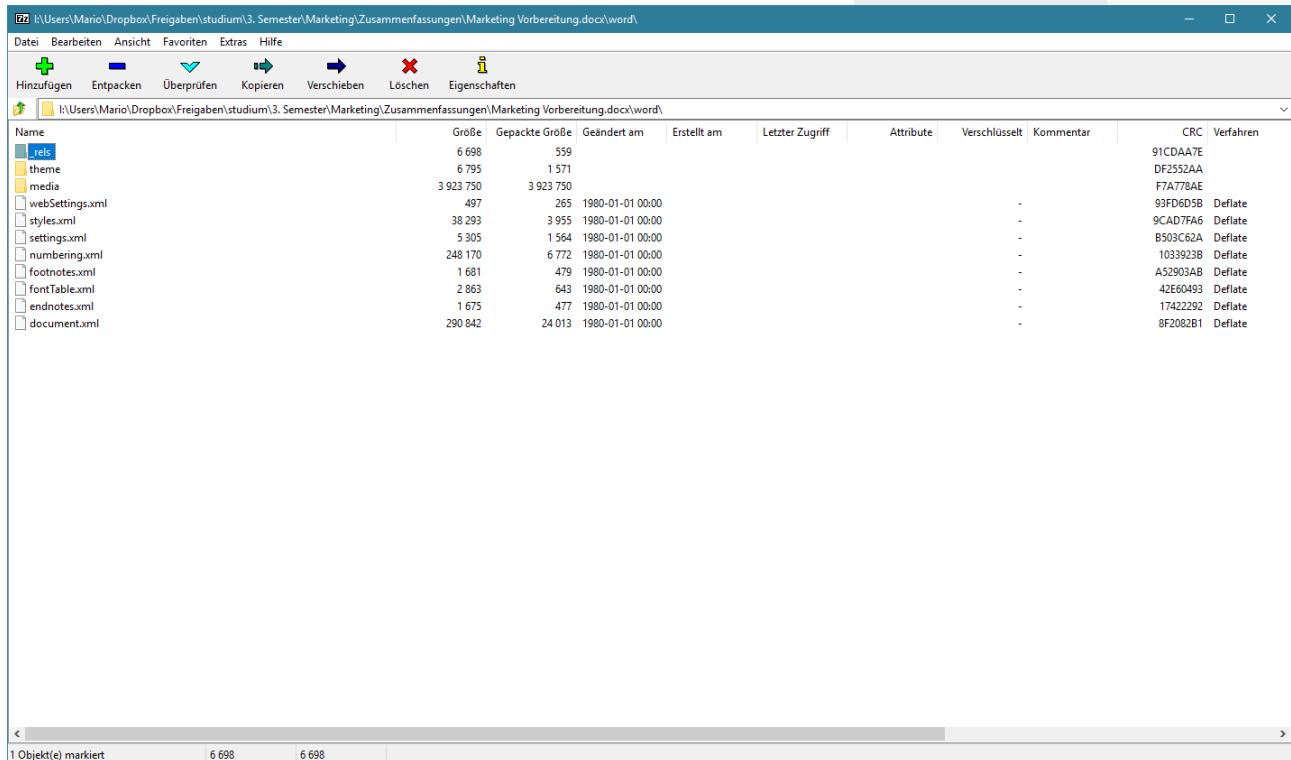 I:\Users\Mario\Dropbox\Freigaben\studium\3. Semester\Marketing\Zusammenfassungen\Marketing Vorbereitung.docx\word\
Datei Bearbeiten Ansicht Favoriten Extras Hilfe
Hinzufügen Entpacken Überprüfen Kopieren Verschieben Löschen Eigenschaften
I:\Users\Mario\Dropbox\Freigaben\studium\3. Semester\Marketing\Zusammenfassungen\Marketing Vorbereitung.docx\word\
Name Größe Gepackte Größe Geändert am Erstellt am Letzter Zugriff Attribute Verschlüsselt Kommentar CRC Verfahren
_rels 6 698 559 91CDAA7E
theme 6 795 1 571 DF2552AA
media 3 923 750 3 923 750 F7A778AE
webSettings.xml 497 265 1980-01-01 00:00 - 93FD6D5B Deflate
styles.xml 38 293 3 955 1980-01-01 00:00 - 9CAD7FA6 Deflate
settings.xml 5 305 1 564 1980-01-01 00:00 - B503C62A Deflate
numbering.xml 248 170 6 772 1980-01-01 00:00 - 1033923B Deflate
footnotes.xml 1 681 479 1980-01-01 00:00 - A52903AB Deflate
fontTable.xml 2 863 643 1980-01-01 00:00 - 42E60493 Deflate
endnotes.xml 1 675 477 1980-01-01 00:00 - 17422292 Deflate
document.xml 290 842 24 013 1980-01-01 00:00 - 8F2082B1 Deflate
1 Objekt(e) markiert 6 698 6 698